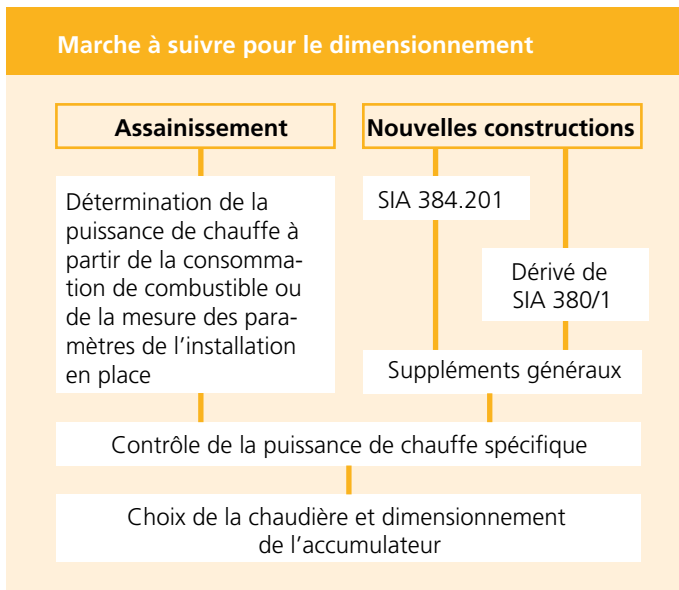 Marche à suivre pour le dimensionnement
Assainissement
Détermination de la
puissance de chauffe à
partir de la consomma-
tion de combustible ou
de la mesure des para-
mètres de l'installation
en place
Nouvelles constructions
SIA 384.201
Dérivé de
SIA 380/1
Suppléments généraux
Contrôle de la puissance de chauffe spécifique
Choix de la chaudière et dimensionnement
de l'accumulateur